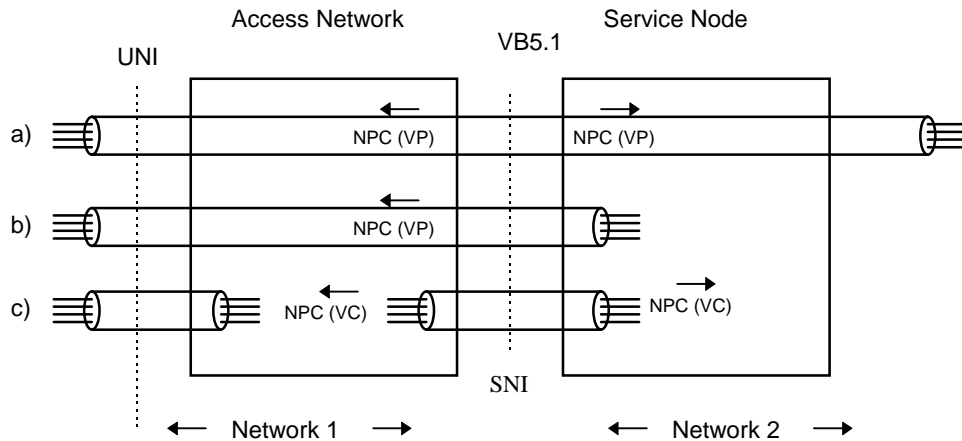 Access Network
Service Node
VB5.1
UNI
a)
NPC (VP)
NPC (VP)
b)
NPC (VP)
c)
NPC (VC)
NPC (VC)
SNI
Network 1
Network 2